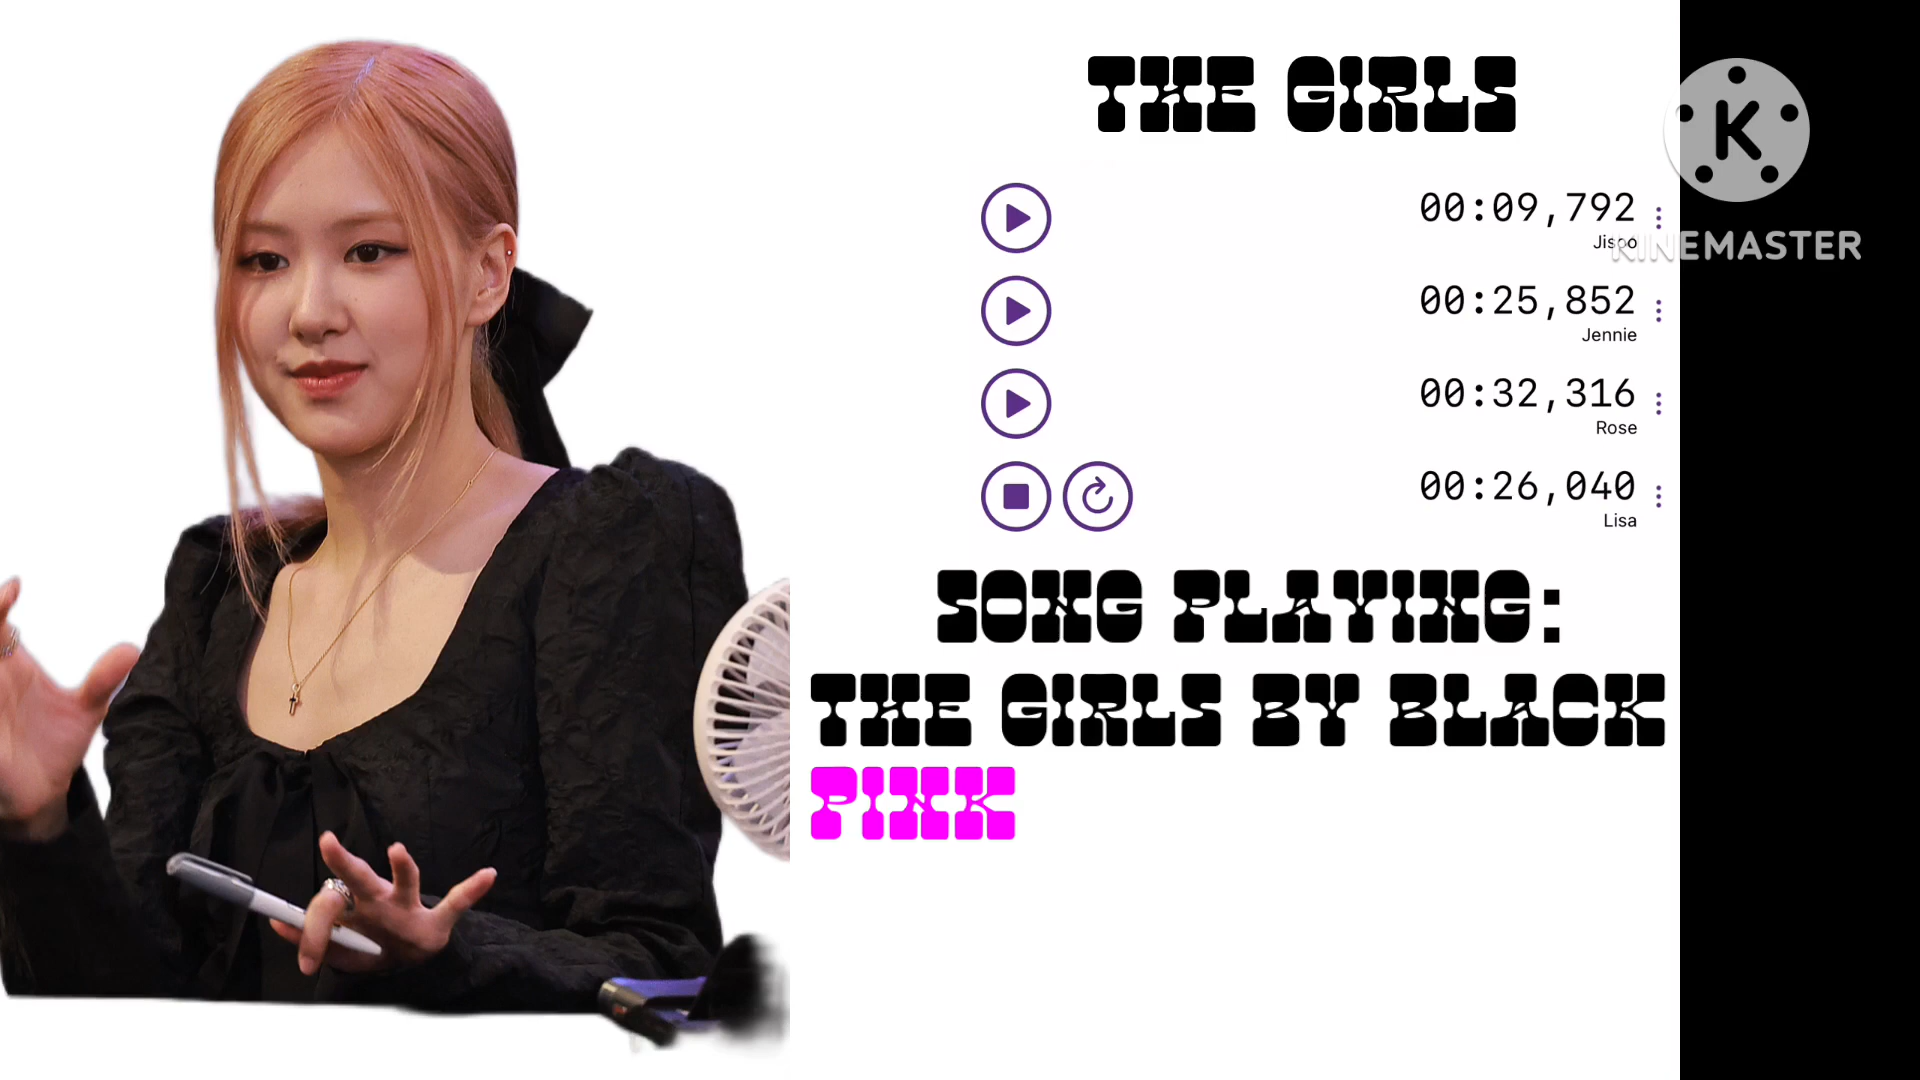 THE GIRLS
K
00:09,792
Jisoo
KINEMASTER
00:25,852
Jennie
00:32,316
Rose
00:26,040
Lisa
SONG PLAYING:
THE GIRLS BY BLACK
PINK